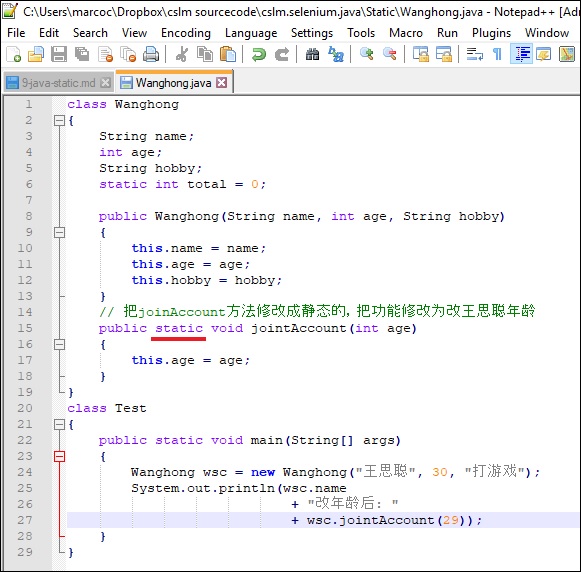 C:\Users\marcoc\Dropbox\cslm sourcecode\cslm.selenium.java\Static\Wanghong.java - Notepad++ [Ad
File Edit Search View Encoding Language Settings Tools Macro Run Plugins Window
9-java-static.md Wanghong.java
1 class Wanghong
2 {
3 String name;
4 int age;
5 String hobby;
6 static int total = 0;
7
8 public Wanghong(String name, int age, String hobby)
9 {
10 this.name = name;
11 this.age = age;
12 this.hobby = hobby;
13 }
14 // 把joinAccount方法修改成静态的，把功能修改为改王思聪年龄
15 public static void jointAccount(int age)
16 {
17 this.age = age;
18 }
19 }
20 class Test
21 {
22 public static void main(String[] args)
23 {
24 Wanghong wsc = new Wanghong("王思聪", 30, "打游戏");
25 System.out.println(wsc.name
26 + "改年龄后："
27 + wsc.jointAccount(29));
28 }
29 }